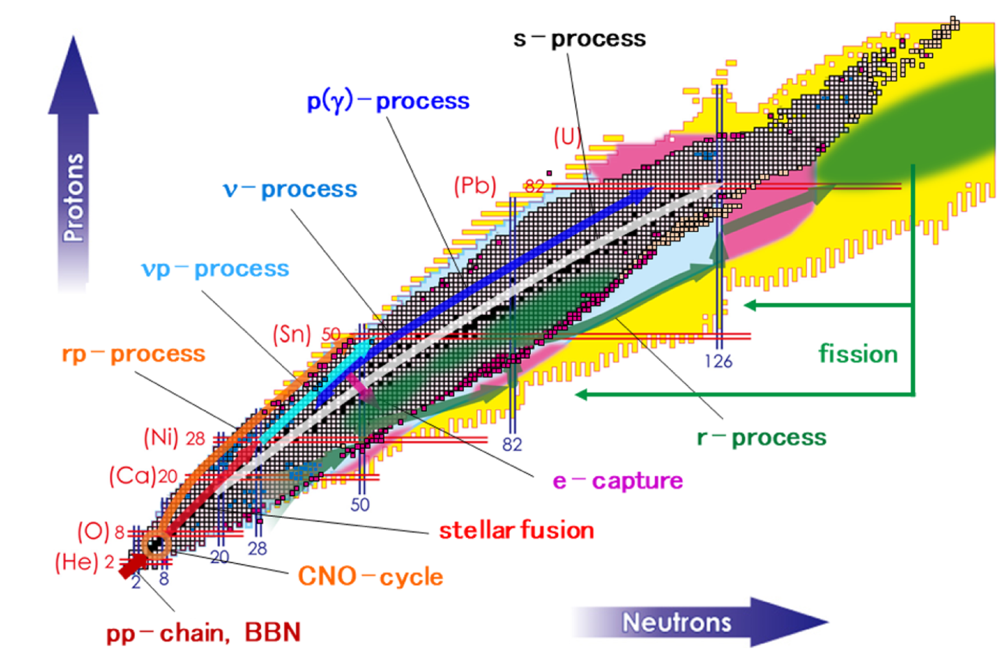 s-process
p(γ)-process
(U)
Protons
ν-process
(Pb) 82
νp-process
(Sn) 50
rp-process
126
fission
(Ni) 28
82
r-process
(Ca)20
e-capture
50
(O) 8
stellar fusion
28
20
(He) 2
2
8
CNO-cycle
Neutrons
pp-chain, BBN